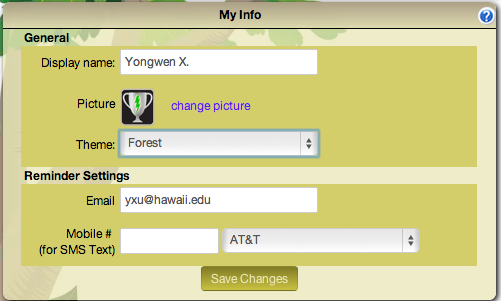 My Info
?
General
Display name: Yongwen X.
Picture change picture
Theme: Forest
Reminder Settings
Email yxu@hawaii.edu
Mobile #
(for SMS Text) AT&T
Save Changes